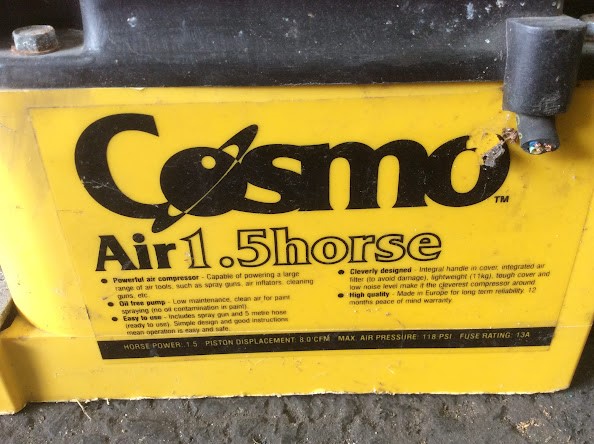 Cosmo TM
Air 1.5horse
Powerful air compressor - Capable of powering a large
range of air tools, such as spray guns, air inflators, cleaning
guns, etc.
Oil free pump - Low maintenance, clean air for paint
spraying (no oil contamination in paint).
Easy to use - Includes spray gun and 5 metre hose
(ready to use). Simple design and good instructions
mean operation is easy and safe.
Cleverly designed - Integral handle in cover, integrated air
filter (to avoid damage), lightweight (11kg), tough cover and
low noise level make it the cleverest compressor around.
High quality - Made in Europe for long term reliability. 12
months peace of mind warranty.
HORSE POWER: 1.5 PISTON DISPLACEMENT: 8.0 CFM MAX. AIR PRESSURE: 118 PSI FUSE RATING: 13A